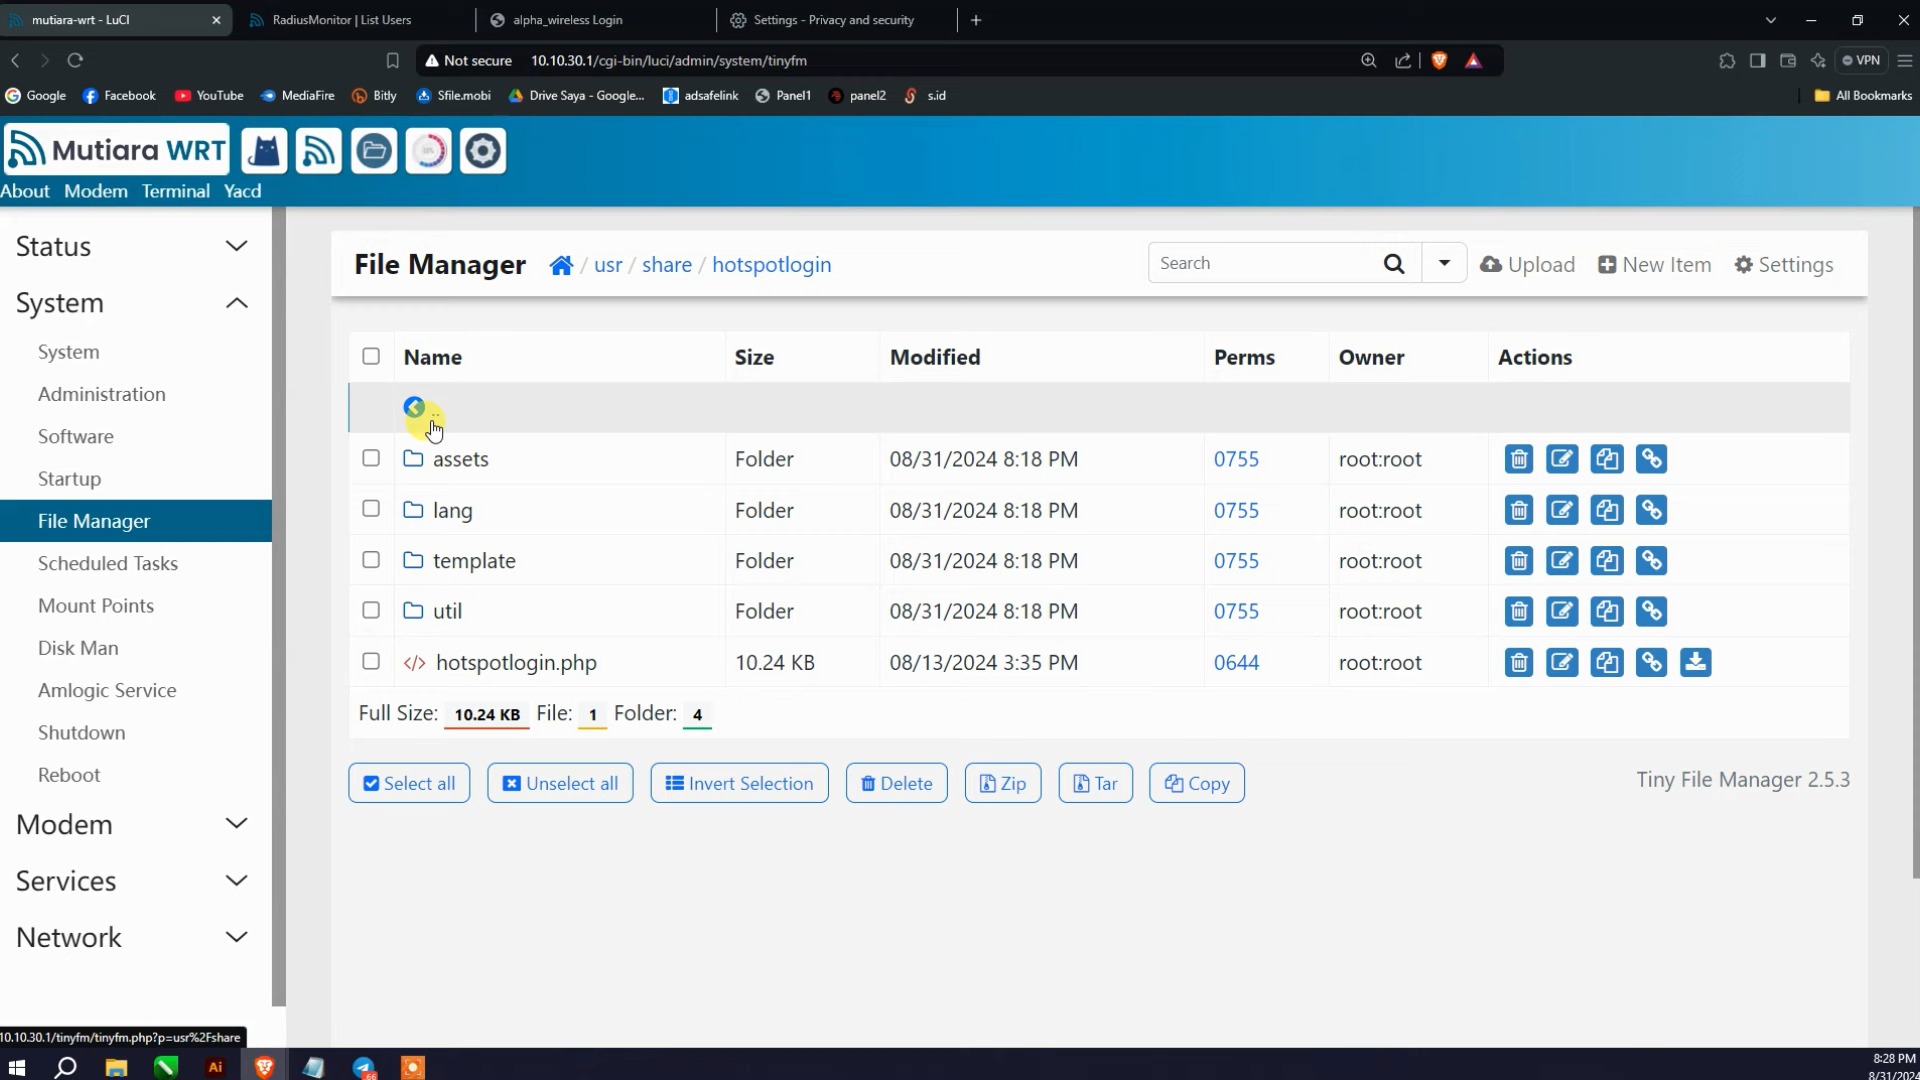 mutiara-wrt - LuCI
RadiusMonitor | List Users
alpha_wireless Login
Settings - Privacy and security
Not secure 10.10.30.1/cgi-bin/luci/admin/system/tinyfm
VPN
Google Facebook YouTube MediaFire Bitly Sfile.mobi Drive Saya - Google... adsafelink Panel1 panel2 s.id All Bookmarks
Mutiara WRT
About Modem Terminal Yacd
Status
System
System
Administration
Software
Startup
File Manager
Scheduled Tasks
Mount Points
Disk Man
Amlogic Service
Shutdown
Reboot
Modem
Services
Network
File Manager / usr / share / hotspotlogin
Search
Upload New Item Settings
Name Size Modified Perms Owner Actions
..
assets Folder 08/31/2024 8:18 PM 0755 root:root
lang Folder 08/31/2024 8:18 PM 0755 root:root
template Folder 08/31/2024 8:18 PM 0755 root:root
util Folder 08/31/2024 8:18 PM 0755 root:root
</> hotspotlogin.php 10.24 KB 08/13/2024 3:35 PM 0644 root:root
Full Size: 10.24 KB File: 1 Folder: 4
Select all Unselect all Invert Selection Delete Zip Tar Copy
Tiny File Manager 2.5.3
10.10.30.1/tinyfm/tinyfm.php?p=usr%2Fshare
Ai
66
8:28 PM
8/31/2024